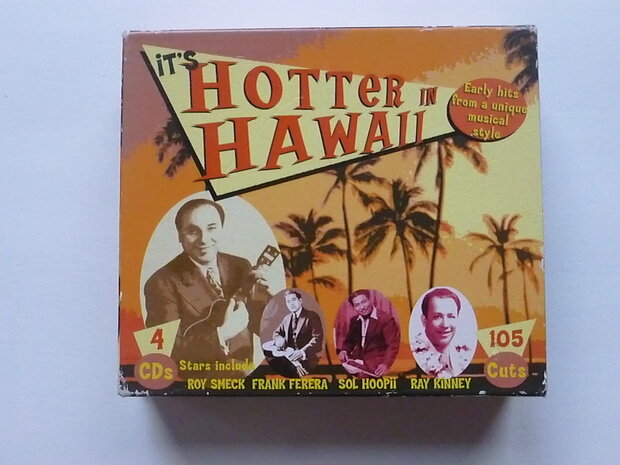 iT'S
HOTTER IN
HAWAII
Early hits
from a unique
musical
style
4
CDs
105
Cuts
Stars include
ROY SMECK FRANK FERERA SOL HOOPII RAY KINNEY